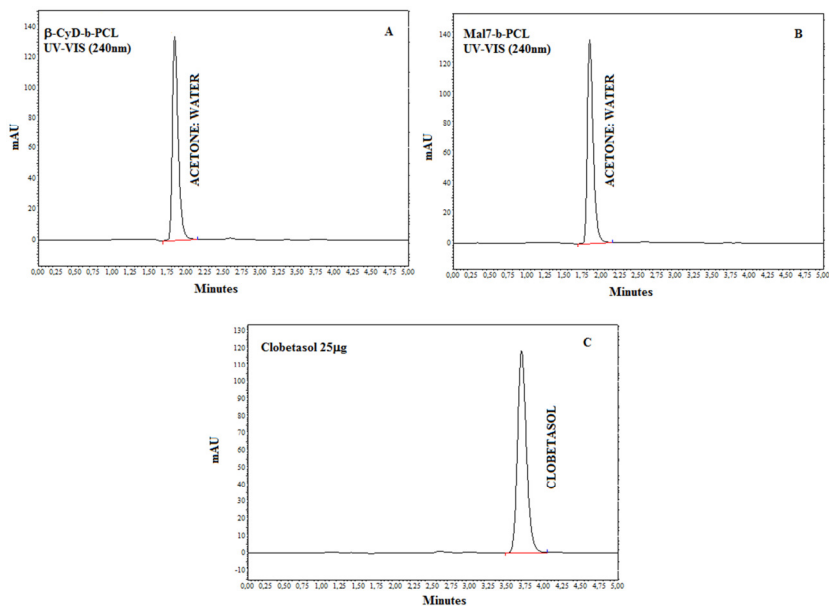 β-CyD-b-PCL
UV-VIS (240nm)
A
ACETONE: WATER
mAU
140
120
100
80
60
40
20
0
0,00 0,25 0,50 0,75 1,00 1,25 1,50 1,75 2,00 2,25 2,50 2,75 3,00 3,25 3,50 3,75 4,00 4,25 4,50 4,75 5,00
Minutes
Mal7-b-PCL
UV-VIS (240nm)
B
ACETONE: WATER
mAU
140
120
100
80
60
40
20
0
0,00 0,25 0,50 0,75 1,00 1,25 1,50 1,75 2,00 2,25 2,50 2,75 3,00 3,25 3,50 3,75 4,00 4,25 4,50 4,75 5,00
Minutes
Clobetasol 25μg
C
CLOBETASOL
mAU
130
120
110
100
90
80
70
60
50
40
30
20
10
0
-10
0,00 0,25 0,50 0,75 1,00 1,25 1,50 1,75 2,00 2,25 2,50 2,75 3,00 3,25 3,50 3,75 4,00 4,25 4,50 4,75 5,00
Minutes